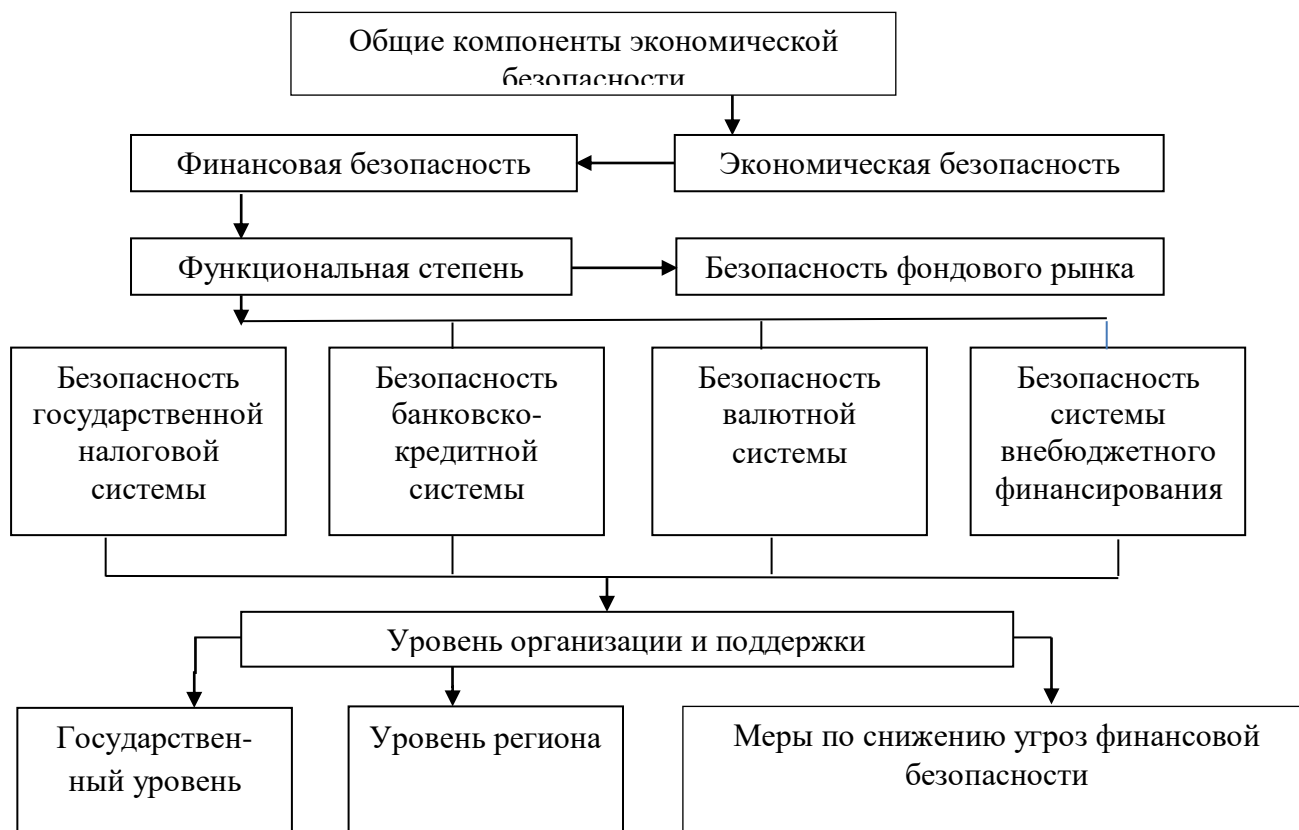 Общие компоненты экономической
безопасности
Финансовая безопасность
Экономическая безопасность
Функциональная степень
Безопасность фондового рынка
Безопасность
государственной
налоговой
системы
Безопасность
банковско-
кредитной
системы
Безопасность
валютной
системы
Безопасность
системы
внебюджетного
финансирования
Уровень организации и поддержки
Государствен-
ный уровень
Уровень региона
Меры по снижению угроз финансовой
безопасности